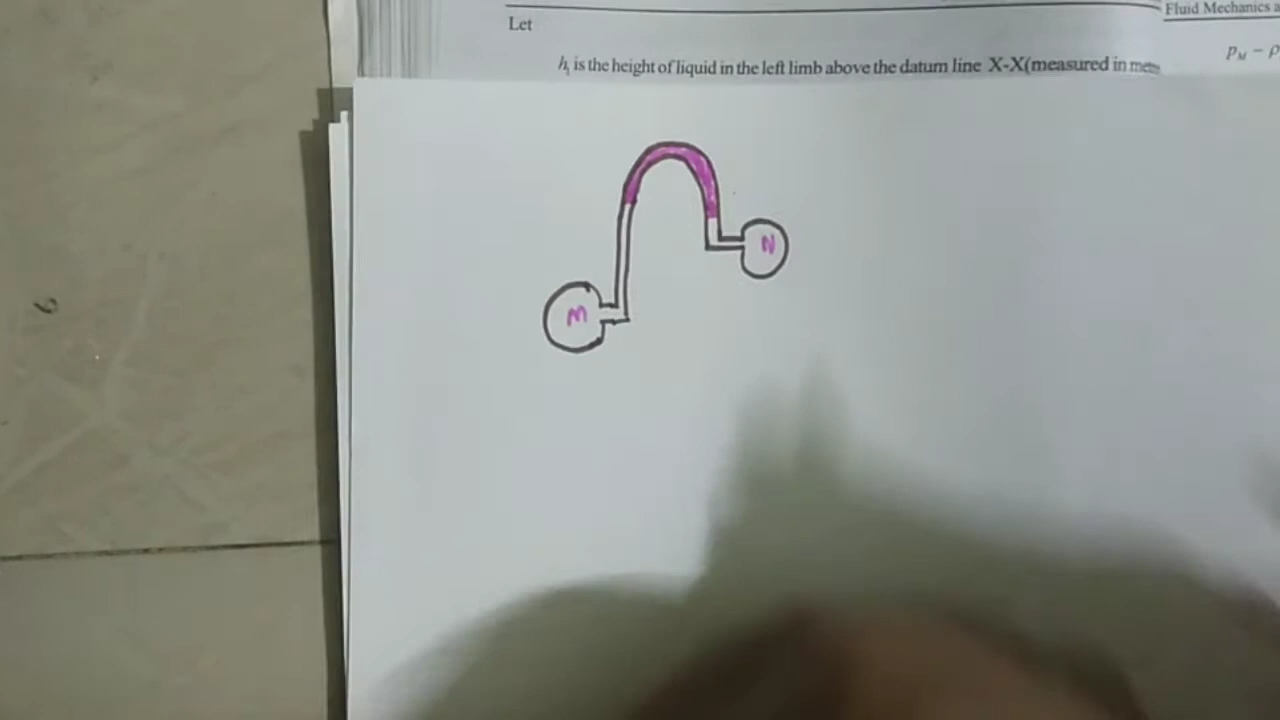 Fluid Mechanics a
Let
P_M − ρ
h₁ is the height of liquid in the left limb above the datum line X-X(measured in
N
M